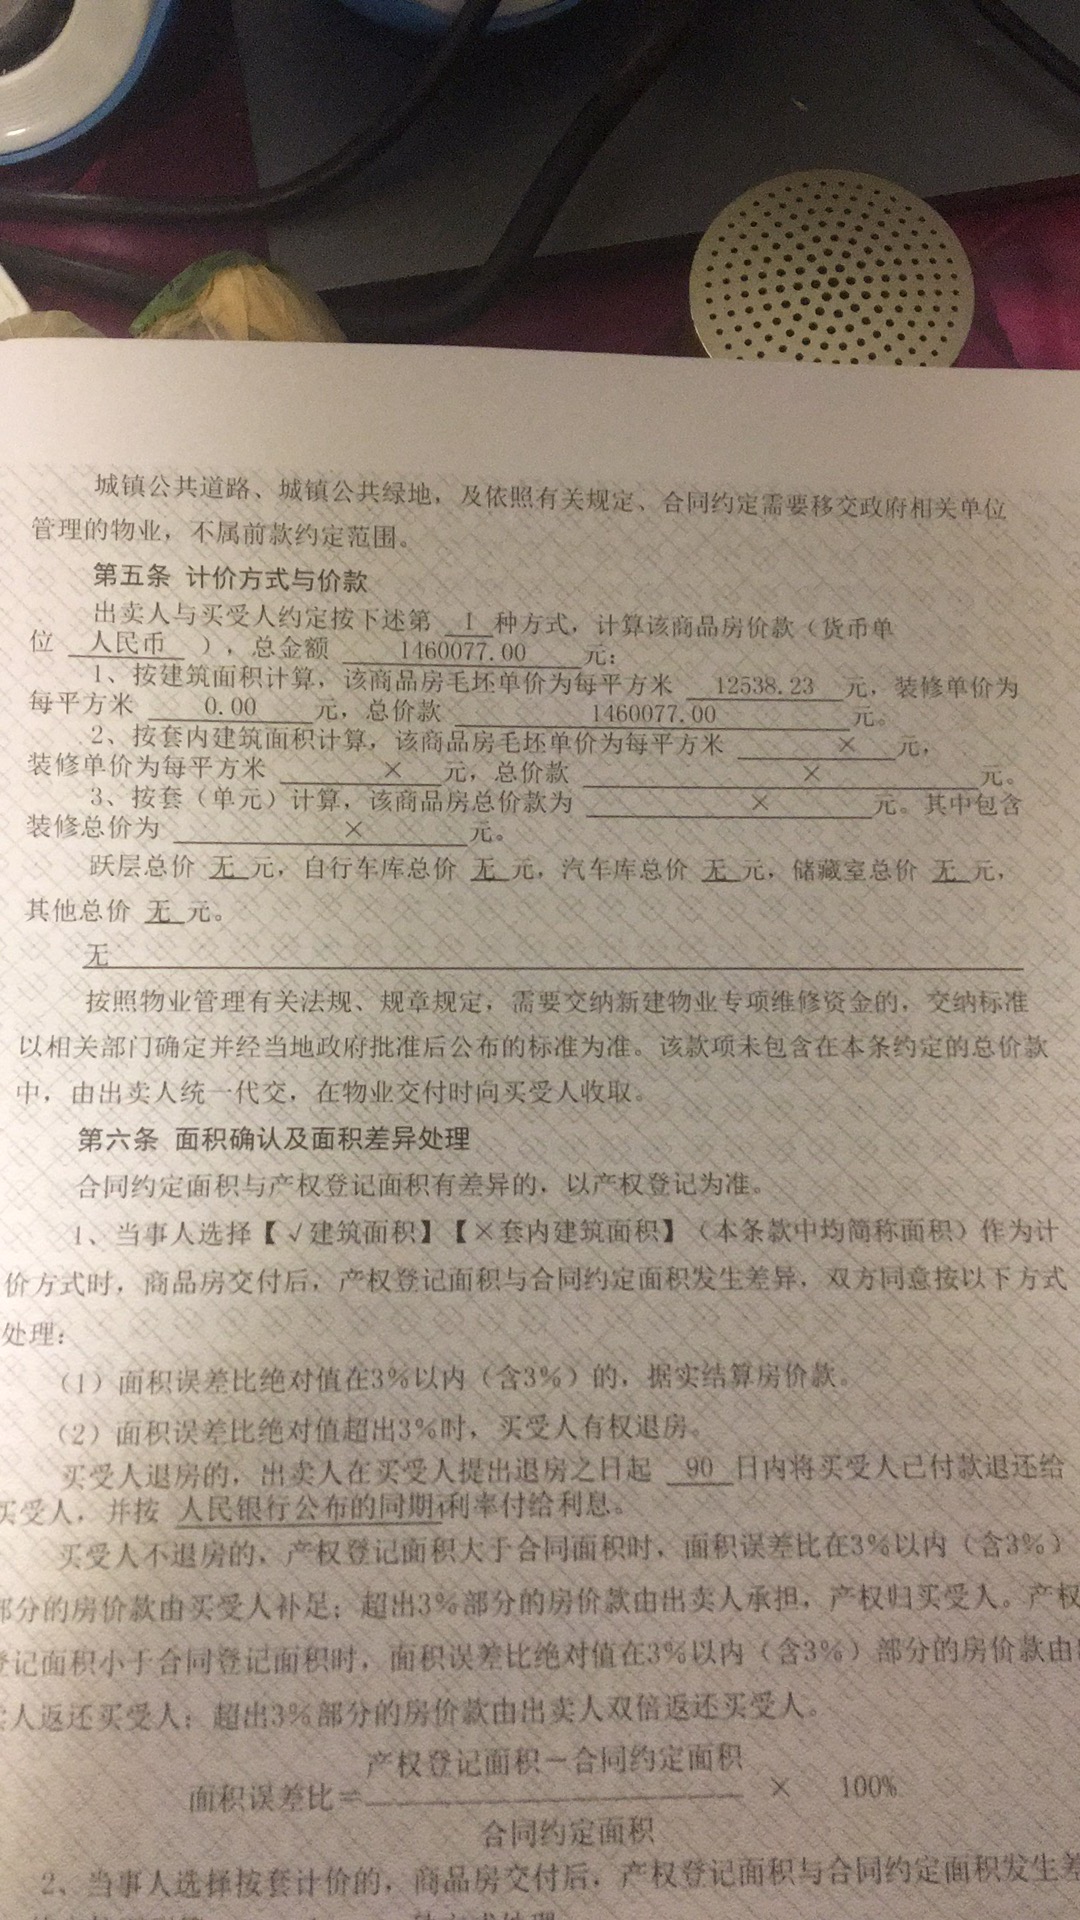 城镇公共道路、城镇公共绿地，及依照有关规定、合同约定需要移交政府相关单位
管理的物业，不属前款约定范围。
第五条 计价方式与价款
出卖人与买受人约定按下述第 1 种方式，计算该商品房价款（货币单
位 人民币 ），总金额 1460077.00 元：
1、按建筑面积计算，该商品房毛坯单价为每平方米 12538.23 元，装修单价为
每平方米 0.00 元，总价款 1460077.00 元。
2、按套内建筑面积计算，该商品房毛坯单价为每平方米 × 元，
装修单价为每平方米 × 元，总价款 × 元。
3、按套（单元）计算，该商品房总价款为 × 元。其中包含
装修总价为 × 元。
跃层总价 无 元，自行车库总价 无 元，汽车库总价 无 元，储藏室总价 无 元，
其他总价 无 元。
无
按照物业管理有关法规、规章规定，需要交纳新建物业专项维修资金的，交纳标准
以相关部门确定并经当地政府批准后公布的标准为准。该款项未包含在本条约定的总价款
中，由出卖人统一代交，在物业交付时向买受人收取。
第六条 面积确认及面积差异处理
合同约定面积与产权登记面积有差异的，以产权登记为准。
1、当事人选择【√建筑面积】【×套内建筑面积】（本条款中均简称面积）作为计
价方式时，商品房交付后，产权登记面积与合同约定面积发生差异，双方同意按以下方式
处理：
（1）面积误差比绝对值在3%以内（含3%）的，据实结算房价款。
（2）面积误差比绝对值超出3%时，买受人有权退房。
买受人退房的，出卖人在买受人提出退房之日起 90 日内将买受人已付款退还给
买受人，并按 人民银行公布的同期 利率付给利息。
买受人不退房的，产权登记面积大于合同面积时，面积误差比在3%以内（含3%）
部分的房价款由买受人补足；超出3%部分的房价款由出卖人承担，产权归买受人。产权
登记面积小于合同登记面积时，面积误差比绝对值在3%以内（含3%）部分的房价款由
卖人返还买受人；超出3%部分的房价款由出卖人双倍返还买受人。
产权登记面积－合同约定面积
面积误差比＝ × 100%
合同约定面积
2、当事人选择按套计价的，商品房交付后，产权登记面积与合同约定面积发生差